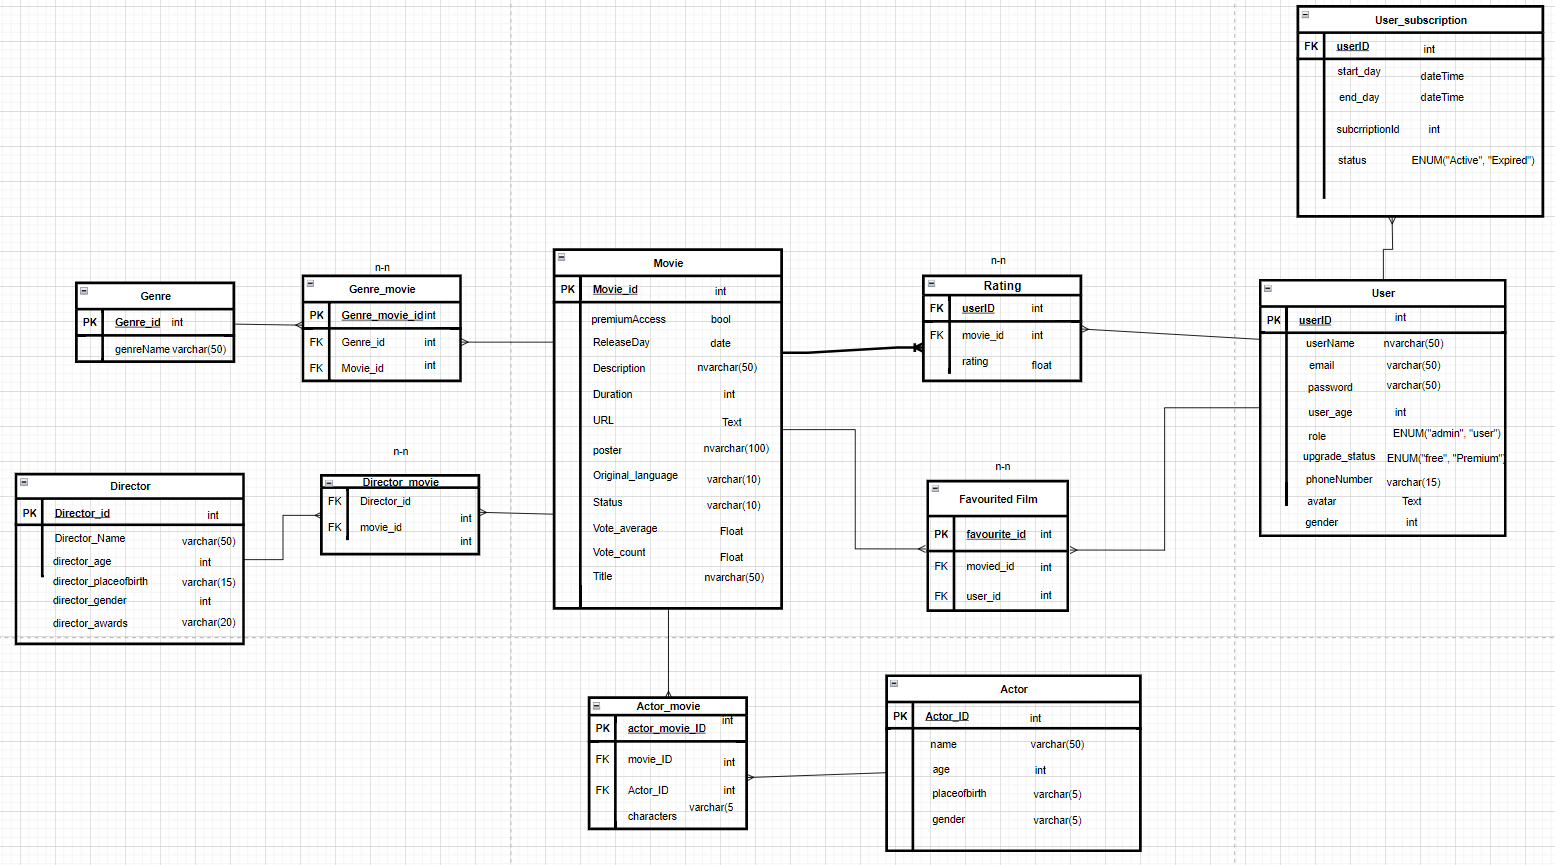 User_subscription
FK userID int
start_day dateTime
end_day dateTime
subcrriptionId int
status ENUM("Active", "Expired")
n-n
Genre
PK Genre_id int
genreName varchar(50)
Genre_movie
PK Genre_movie_id int
FK Genre_id int
FK Movie_id int
Movie
PK Movie_id int
premiumAccess bool
ReleaseDay date
Description nvarchar(50)
Duration int
URL Text
poster nvarchar(100)
Original_language varchar(10)
Status varchar(10)
Vote_average Float
Vote_count Float
Title nvarchar(50)
n-n
Rating
FK userID int
FK movie_id int
rating float
User
PK userID int
userName nvarchar(50)
email varchar(50)
password varchar(50)
user_age int
role ENUM("admin", "user")
upgrade_status ENUM("free", "Premium")
phoneNumber varchar(15)
avatar Text
gender int
n-n
Director
PK Director_id int
Director_Name varchar(50)
director_age int
director_placeofbirth varchar(15)
director_gender int
director_awards varchar(20)
Director_movie
FK Director_id int
FK movie_id int
n-n
Favourited Film
PK favourite_id int
FK movied_id int
FK user_id int
Actor_movie
PK actor_movie_ID int
FK movie_ID int
FK Actor_ID int
characters varchar(5
Actor
PK Actor_ID int
name varchar(50)
age int
placeofbirth varchar(5)
gender varchar(5)